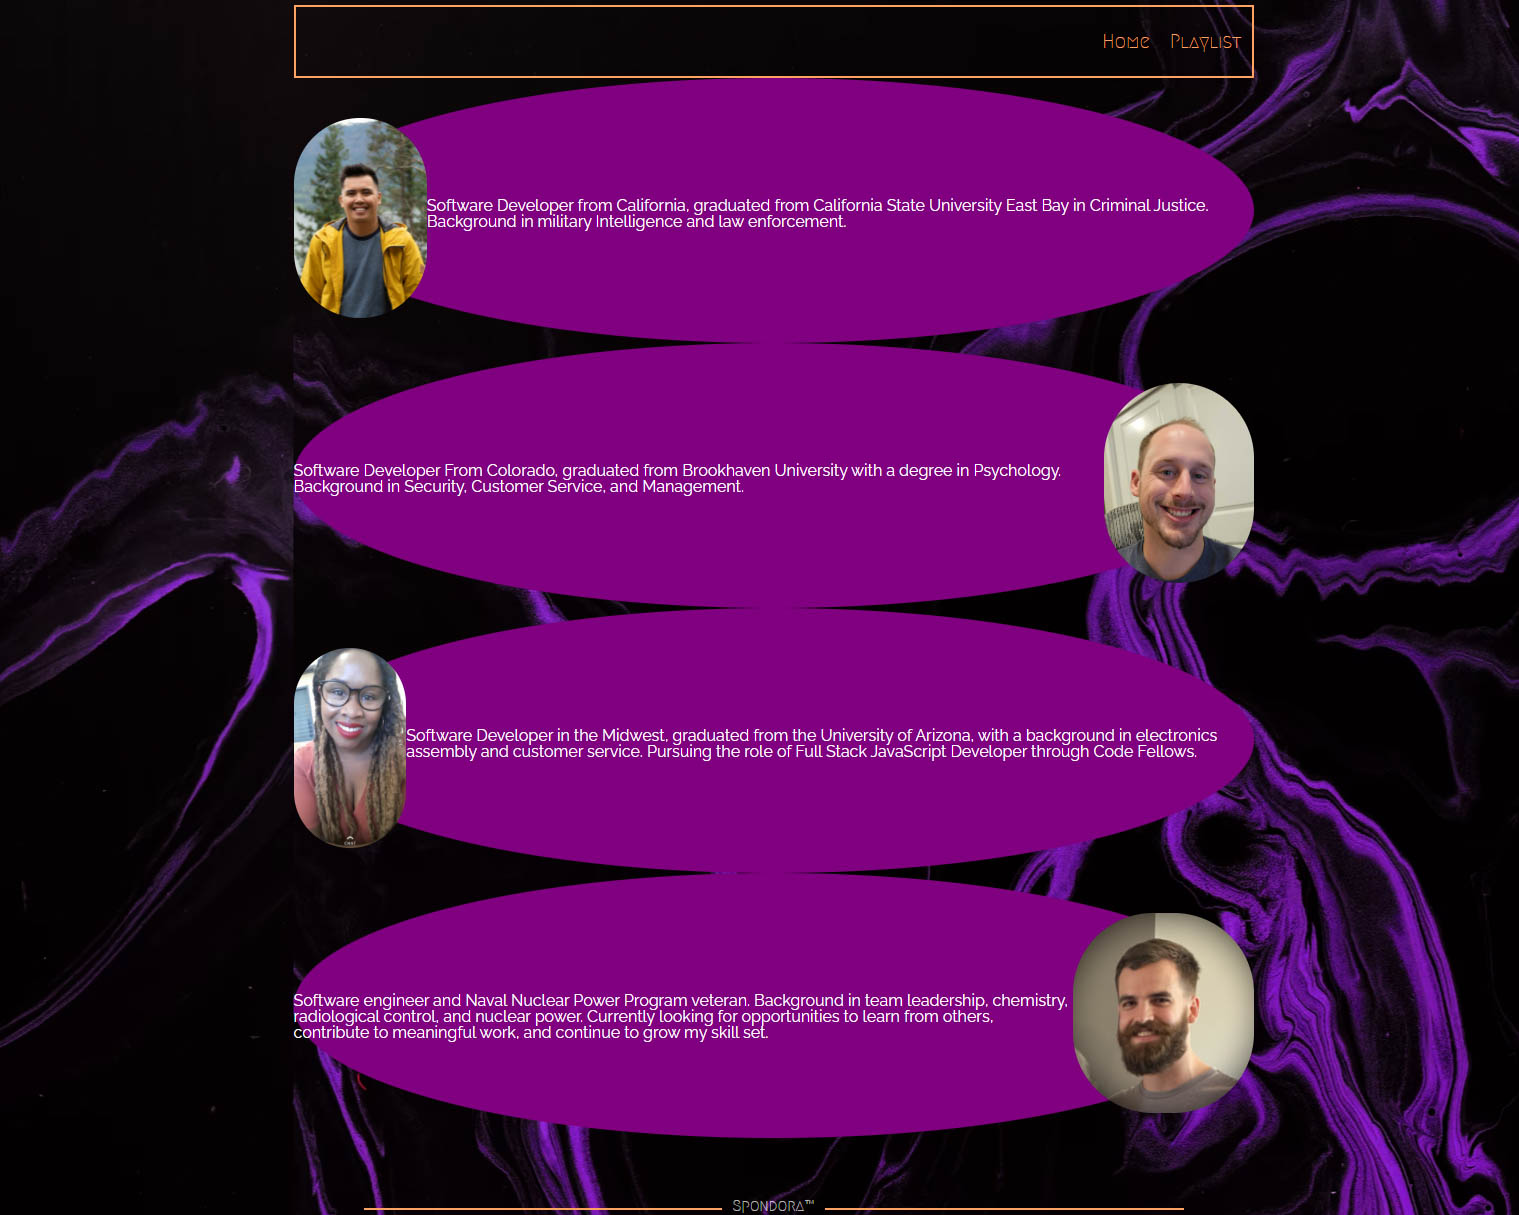 Home Playlist
Software Developer from California, graduated from California State University East Bay in Criminal Justice.
Background in military Intelligence and law enforcement.
Software Developer From Colorado, graduated from Brookhaven University with a degree in Psychology.
Background in Security, Customer Service, and Management.
Software Developer in the Midwest, graduated from the University of Arizona, with a background in electronics
assembly and customer service. Pursuing the role of Full Stack JavaScript Developer through Code Fellows.
Software engineer and Naval Nuclear Power Program veteran. Background in team leadership, chemistry,
radiological control, and nuclear power. Currently looking for opportunities to learn from others,
contribute to meaningful work, and continue to grow my skill set.
Spondora™